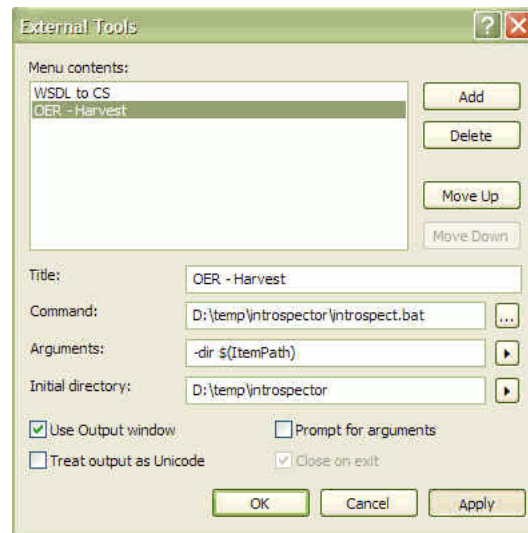 External Tools
Menu contents:
WSDL to CS
OER - Harvest
Add
Delete
Move Up
Move Down
Title:
OER - Harvest
Command:
D:\temp\introspector\introspect.bat
...
Arguments:
-dir $(ItemPath)
Initial directory:
D:\temp\introspector
Use Output window
Prompt for arguments
Treat output as Unicode
Close on exit
OK
Cancel
Apply